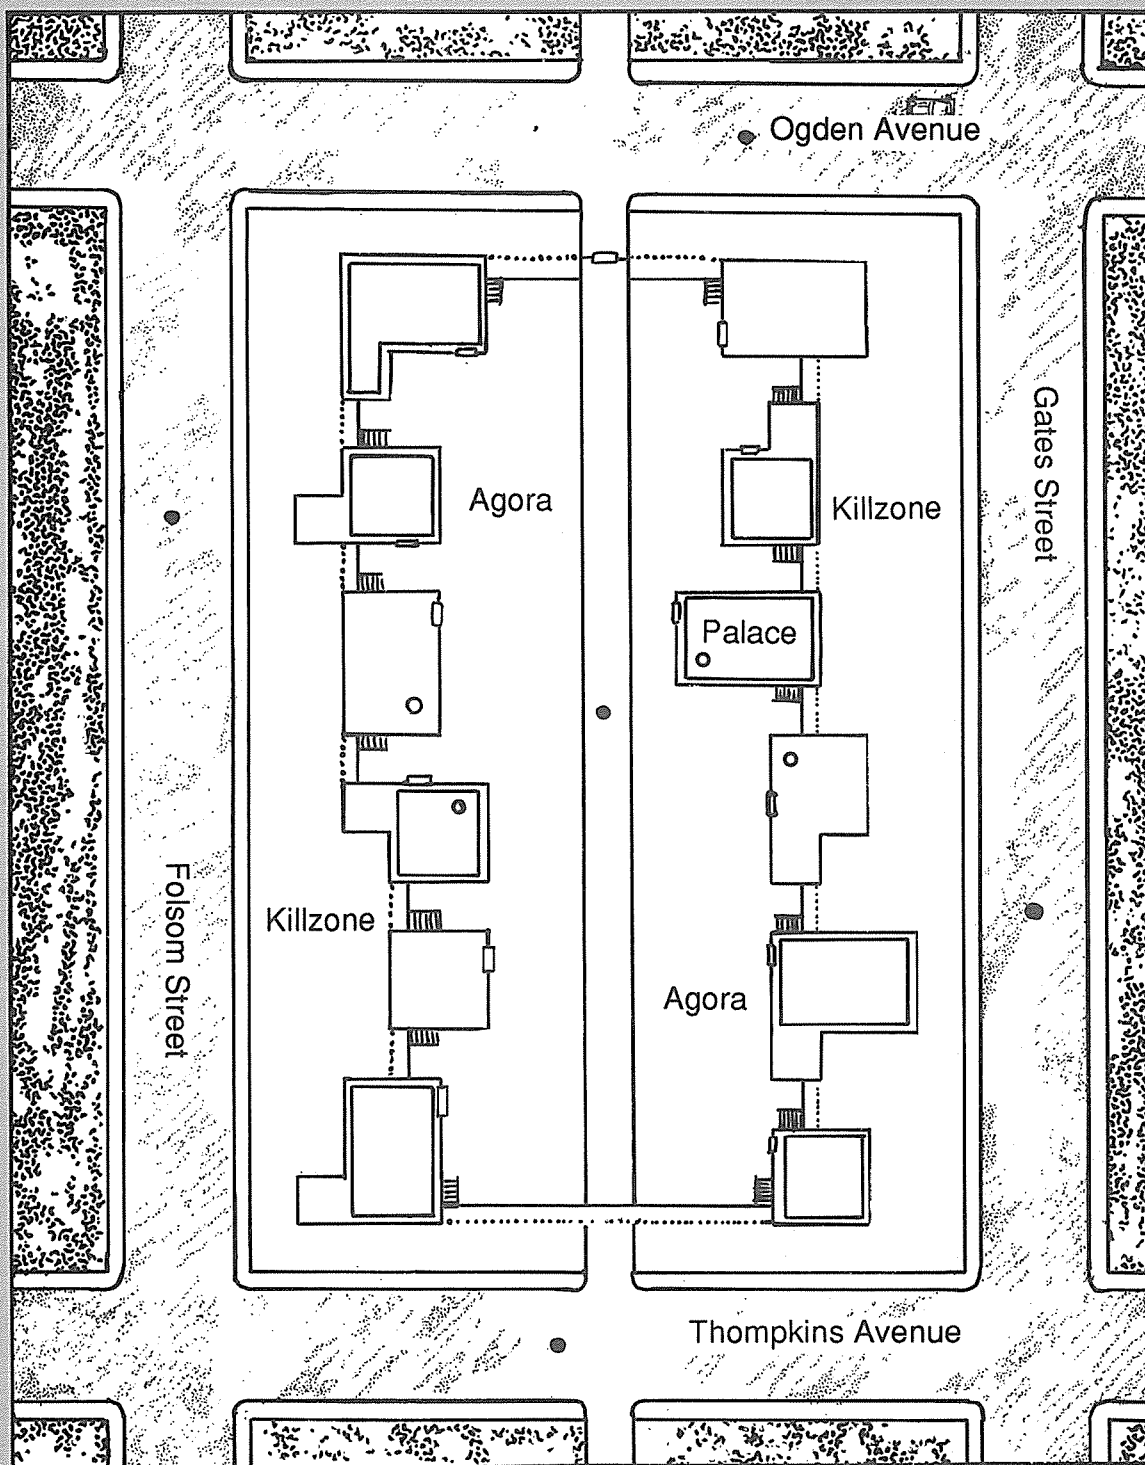 Ogden Avenue
Gates Street
Agora
Killzone
Palace
Folsom Street
Killzone
Agora
Thompkins Avenue